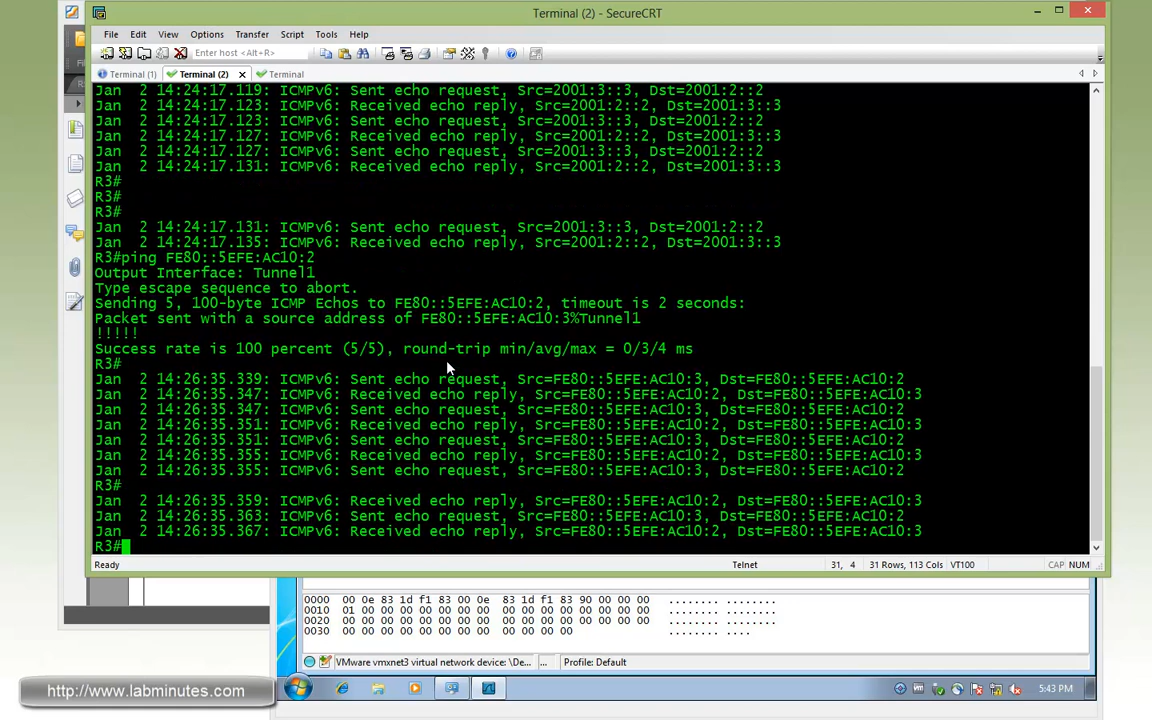 Terminal (2) - SecureCRT
File Edit View Options Transfer Script Tools Help
Enter host <Alt+R>
Terminal (1) Terminal (2) Terminal
Jan  2 14:24:17.119: ICMPv6: Sent echo request, Src=2001:3::3, Dst=2001:2::2
Jan  2 14:24:17.123: ICMPv6: Received echo reply, Src=2001:2::2, Dst=2001:3::3
Jan  2 14:24:17.123: ICMPv6: Sent echo request, Src=2001:3::3, Dst=2001:2::2
Jan  2 14:24:17.127: ICMPv6: Received echo reply, Src=2001:2::2, Dst=2001:3::3
Jan  2 14:24:17.127: ICMPv6: Sent echo request, Src=2001:3::3, Dst=2001:2::2
Jan  2 14:24:17.131: ICMPv6: Received echo reply, Src=2001:2::2, Dst=2001:3::3
R3#
R3#
R3#
Jan  2 14:24:17.131: ICMPv6: Sent echo request, Src=2001:3::3, Dst=2001:2::2
Jan  2 14:24:17.135: ICMPv6: Received echo reply, Src=2001:2::2, Dst=2001:3::3
R3#ping FE80::5EFE:AC10:2
Output Interface: Tunnel1
Type escape sequence to abort.
Sending 5, 100-byte ICMP Echos to FE80::5EFE:AC10:2, timeout is 2 seconds:
Packet sent with a source address of FE80::5EFE:AC10:3%Tunnel1
!!!!!
Success rate is 100 percent (5/5), round-trip min/avg/max = 0/3/4 ms
R3#
Jan  2 14:26:35.339: ICMPv6: Sent echo request, Src=FE80::5EFE:AC10:3, Dst=FE80::5EFE:AC10:2
Jan  2 14:26:35.347: ICMPv6: Received echo reply, Src=FE80::5EFE:AC10:2, Dst=FE80::5EFE:AC10:3
Jan  2 14:26:35.347: ICMPv6: Sent echo request, Src=FE80::5EFE:AC10:3, Dst=FE80::5EFE:AC10:2
Jan  2 14:26:35.351: ICMPv6: Received echo reply, Src=FE80::5EFE:AC10:2, Dst=FE80::5EFE:AC10:3
Jan  2 14:26:35.351: ICMPv6: Sent echo request, Src=FE80::5EFE:AC10:3, Dst=FE80::5EFE:AC10:2
Jan  2 14:26:35.355: ICMPv6: Received echo reply, Src=FE80::5EFE:AC10:2, Dst=FE80::5EFE:AC10:3
Jan  2 14:26:35.355: ICMPv6: Sent echo request, Src=FE80::5EFE:AC10:3, Dst=FE80::5EFE:AC10:2
R3#
Jan  2 14:26:35.359: ICMPv6: Received echo reply, Src=FE80::5EFE:AC10:2, Dst=FE80::5EFE:AC10:3
Jan  2 14:26:35.363: ICMPv6: Sent echo request, Src=FE80::5EFE:AC10:3, Dst=FE80::5EFE:AC10:2
Jan  2 14:26:35.367: ICMPv6: Received echo reply, Src=FE80::5EFE:AC10:2, Dst=FE80::5EFE:AC10:3
R3#
Ready Telnet 31, 4 31 Rows, 113 Cols VT100 CAP NUM
0000 00 0e 83 1d f1 83 00 0e 83 1d f1 83 90 00 00 00 ........ ........
0010 01 00 00 00 00 00 00 00 00 00 00 00 00 00 00 00 ........ ........
0020 00 00 00 00 00 00 00 00 00 00 00 00 00 00 00 00 ........ ........
0030 00 00 00 00 00 00 00 00 00 00 00 00 ........ ....
VMware vmxnet3 virtual network device: \De... ... Profile: Default
5:43 PM
http://www.labminutes.com